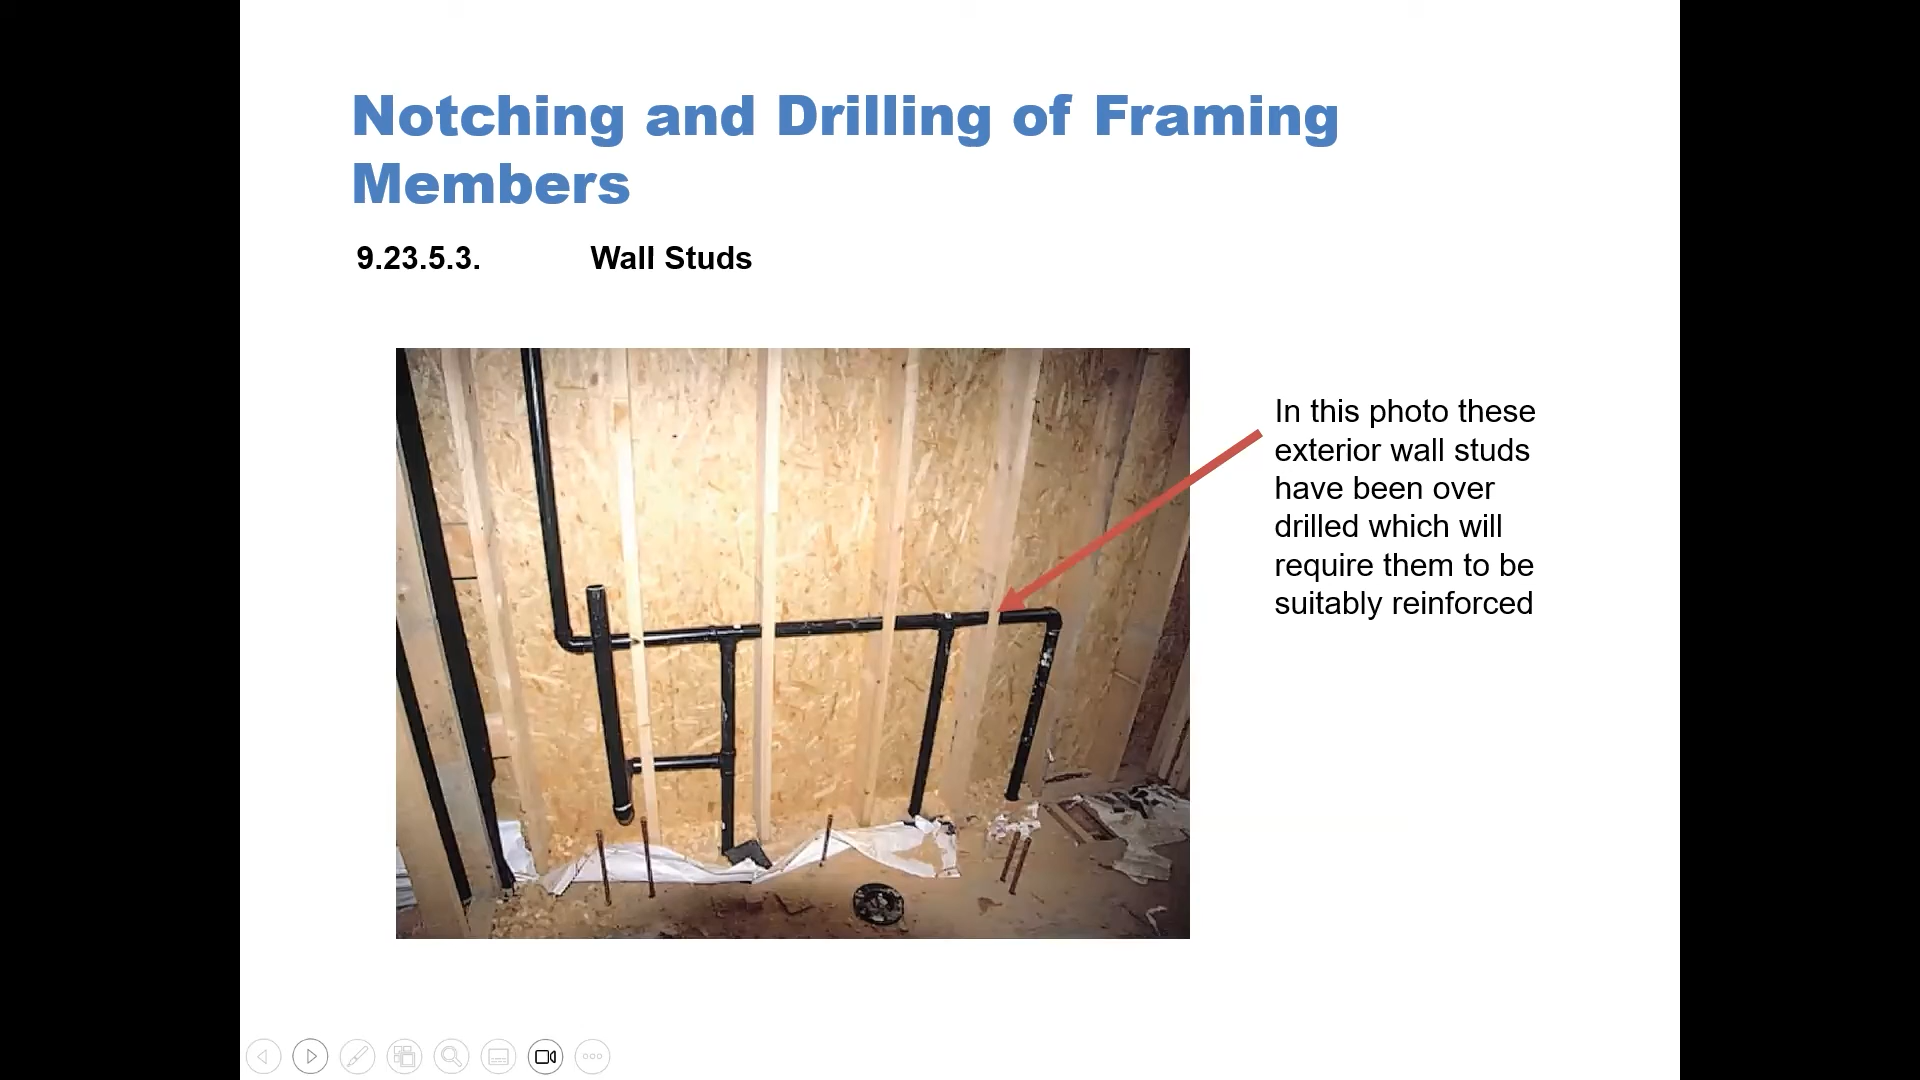 Notching and Drilling of Framing
Members
9.23.5.3. Wall Studs
In this photo these
exterior wall studs
have been over
drilled which will
require them to be
suitably reinforced